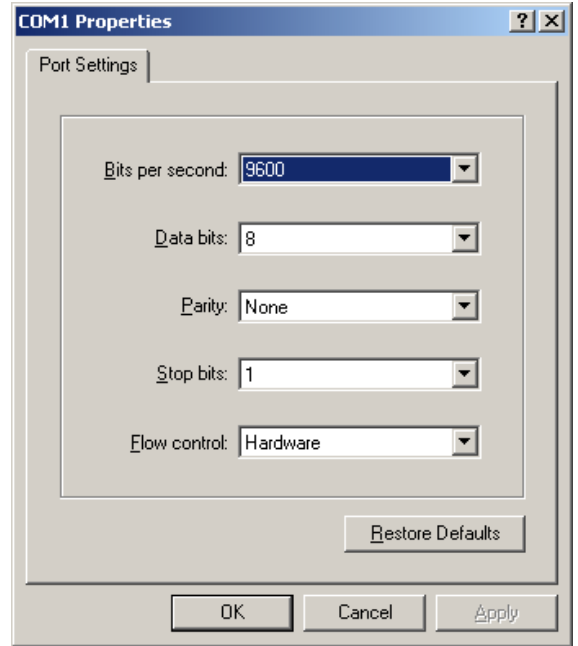 COM1 Properties
Port Settings
Bits per second: 9600
Data bits: 8
Parity: None
Stop bits: 1
Flow control: Hardware
Restore Defaults
OK Cancel Apply